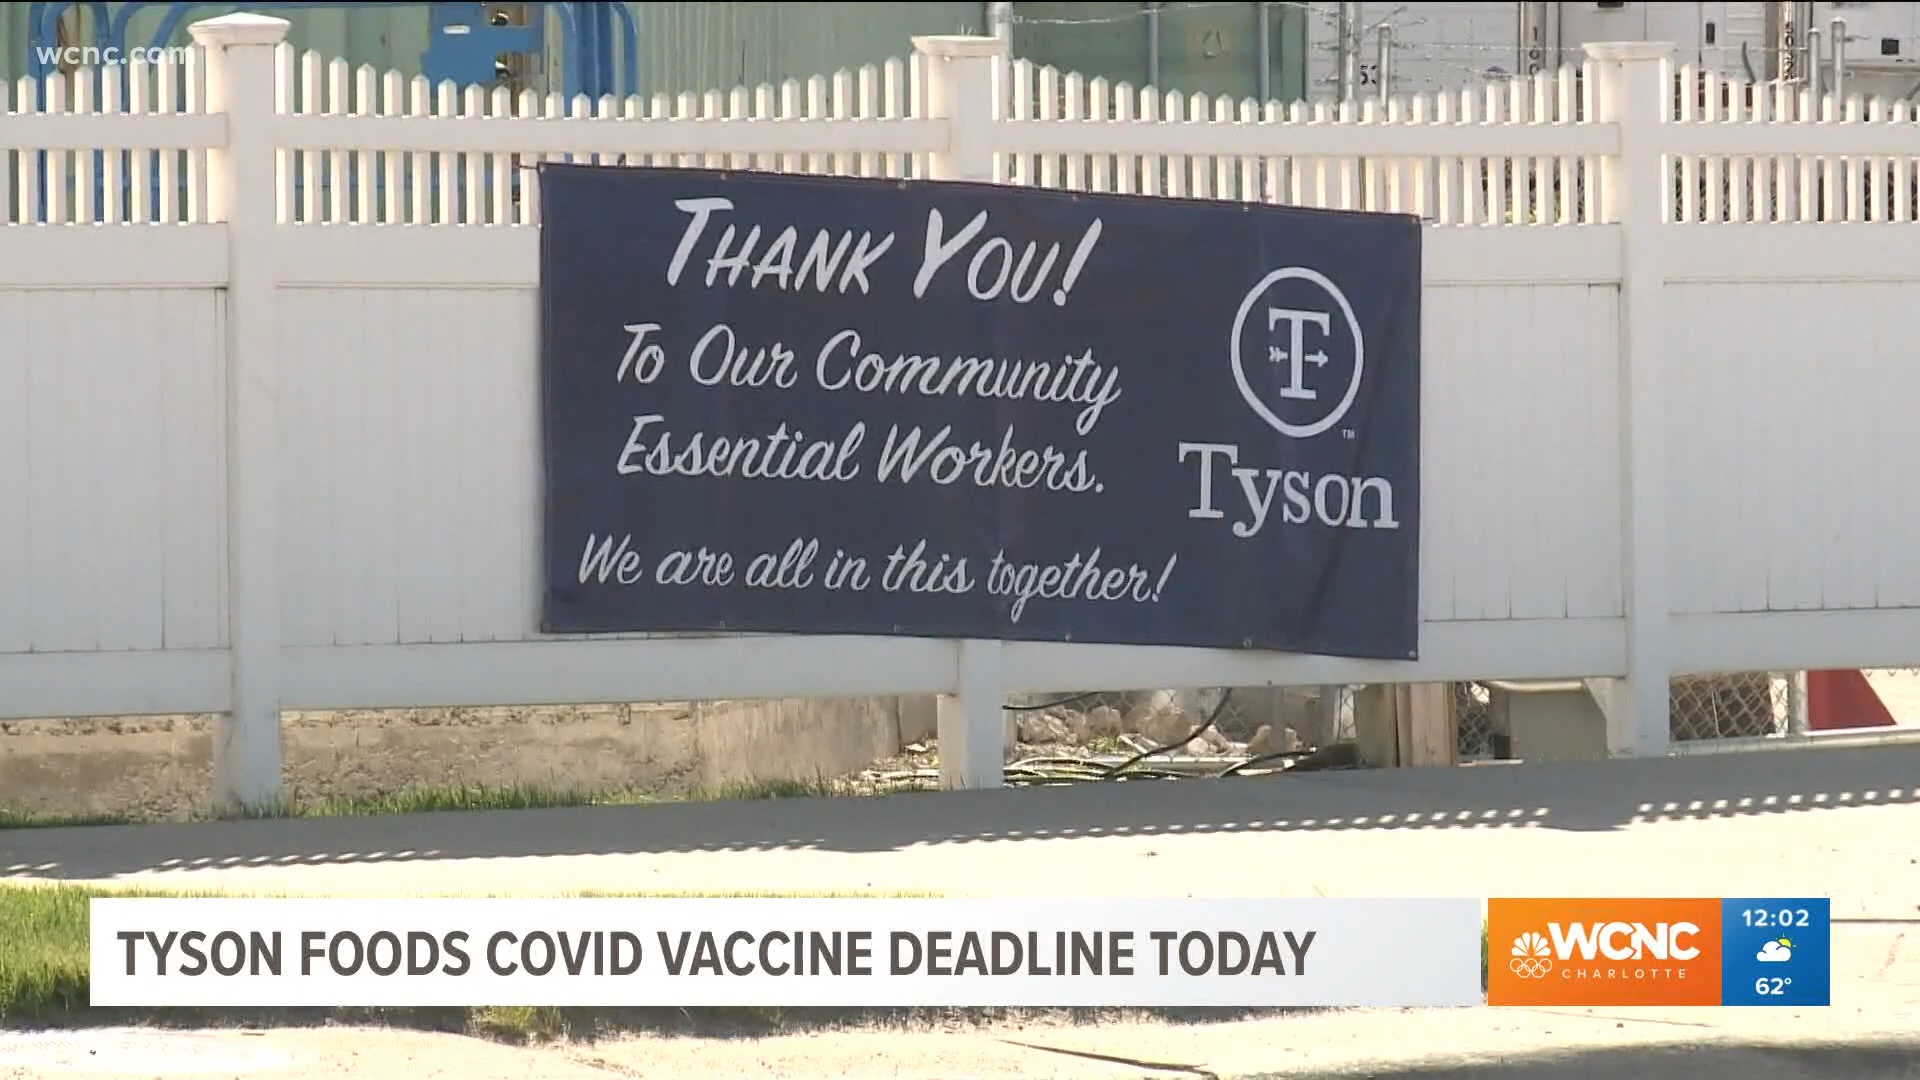 wcnc.com
THANK YOU!
To Our Community
Essential Workers.
We are all in this together!
T
TM
Tyson
TYSON FOODS COVID VACCINE DEADLINE TODAY
WCNC
CHARLOTTE
12:02
62°